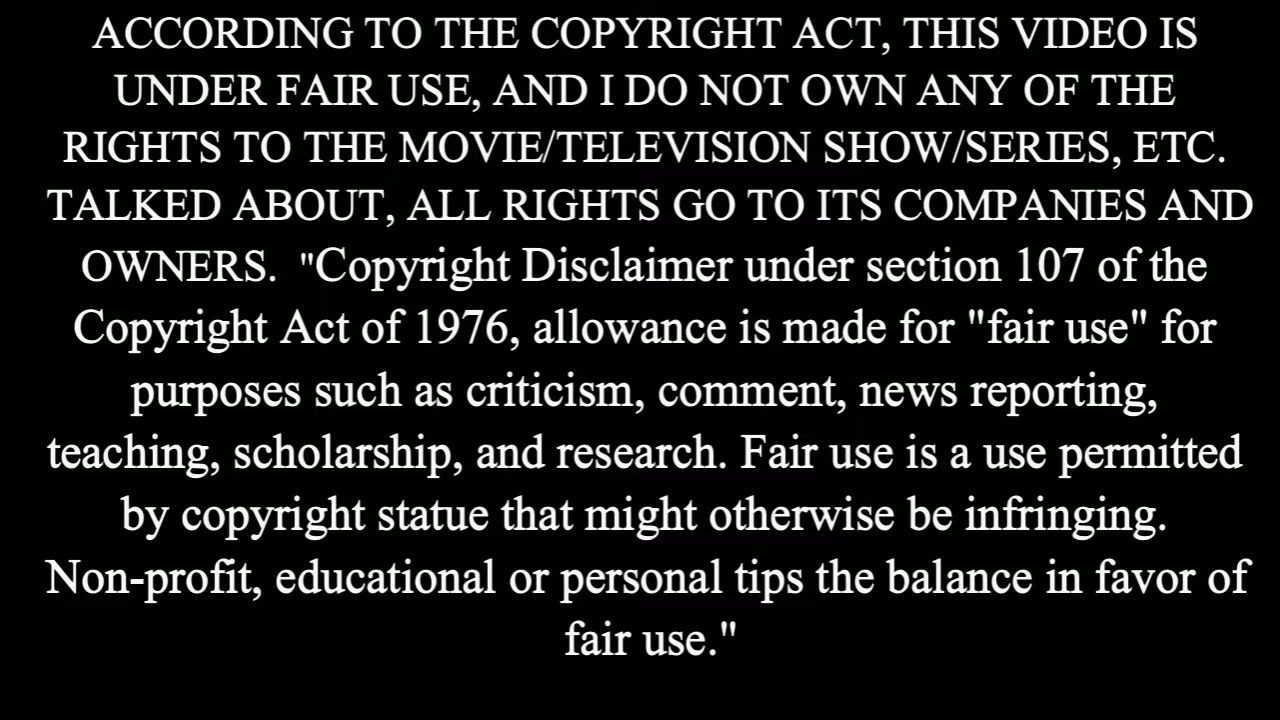 ACCORDING TO THE COPYRIGHT ACT, THIS VIDEO IS
UNDER FAIR USE, AND I DO NOT OWN ANY OF THE
RIGHTS TO THE MOVIE/TELEVISION SHOW/SERIES, ETC.
TALKED ABOUT, ALL RIGHTS GO TO ITS COMPANIES AND
OWNERS. "Copyright Disclaimer under section 107 of the
Copyright Act of 1976, allowance is made for "fair use" for
purposes such as criticism, comment, news reporting,
teaching, scholarship, and research. Fair use is a use permitted
by copyright statue that might otherwise be infringing.
Non-profit, educational or personal tips the balance in favor of
fair use."